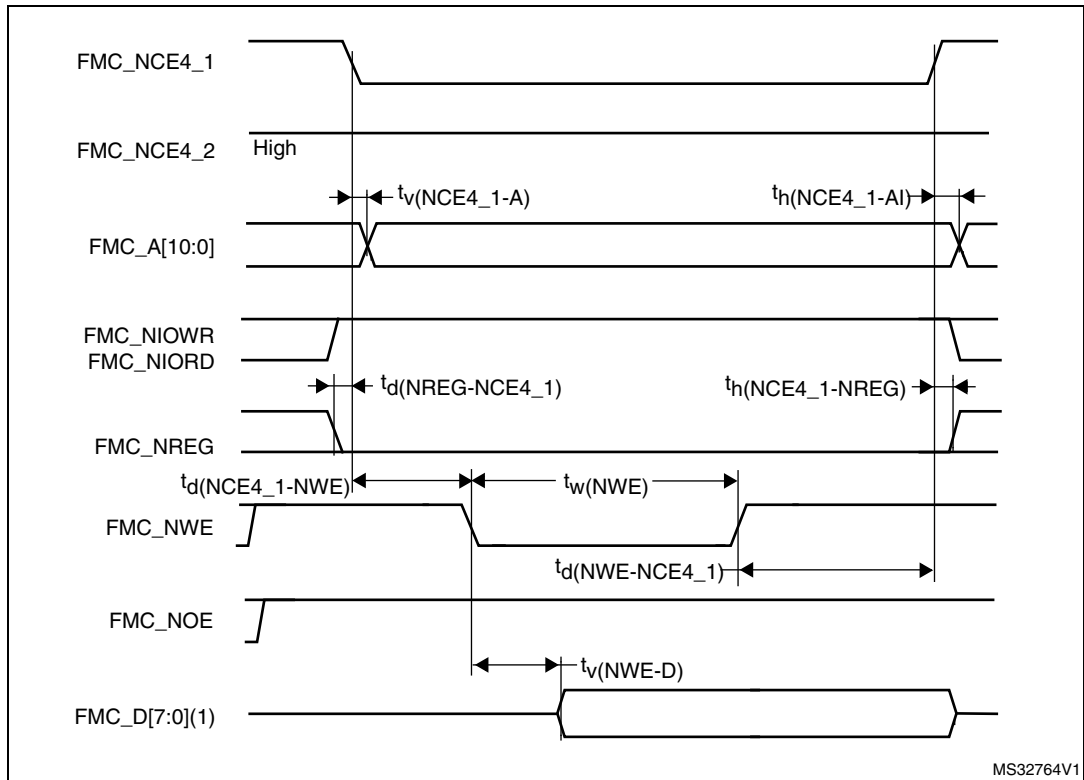 FMC_NCE4_1
FMC_NCE4_2 High
tv(NCE4_1-A)
th(NCE4_1-AI)
FMC_A[10:0]
FMC_NIOWR
FMC_NIORD
td(NREG-NCE4_1)
th(NCE4_1-NREG)
FMC_NREG
td(NCE4_1-NWE)
tw(NWE)
FMC_NWE
td(NWE-NCE4_1)
FMC_NOE
tv(NWE-D)
FMC_D[7:0](1)
MS32764V1